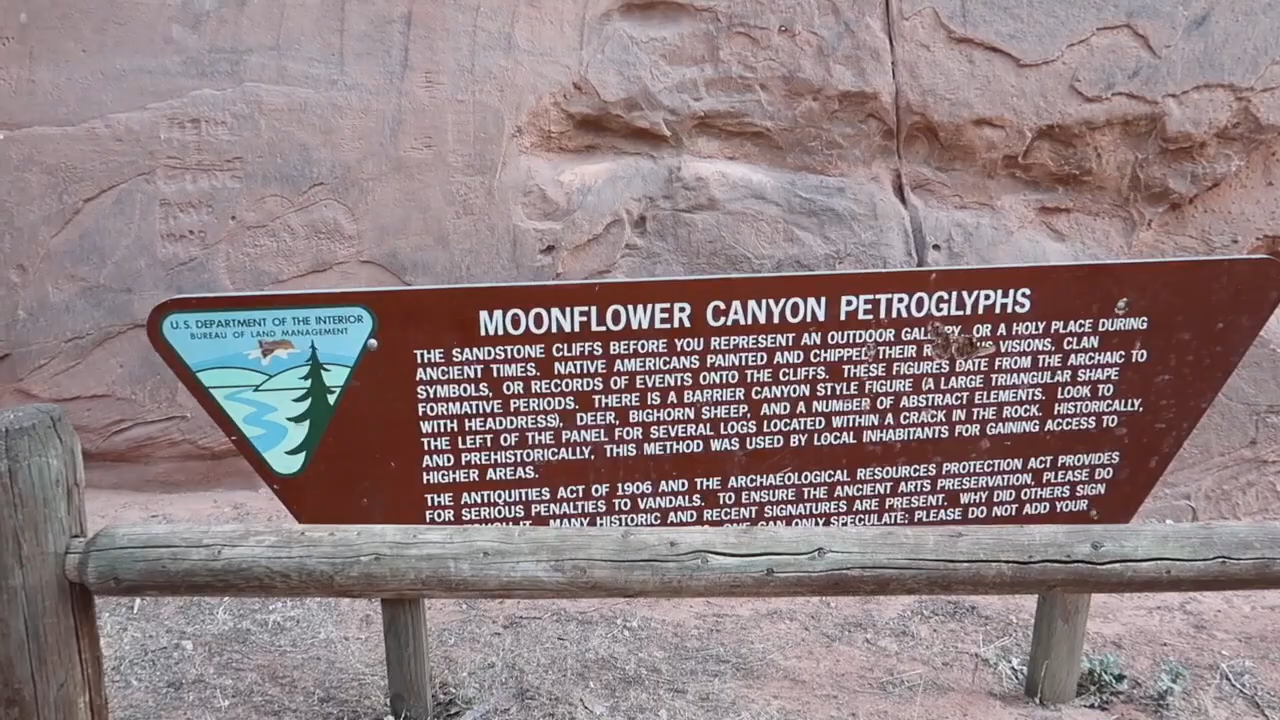 U.S. DEPARTMENT OF THE INTERIOR
BUREAU OF LAND MANAGEMENT
MOONFLOWER CANYON PETROGLYPHS
THE SANDSTONE CLIFFS BEFORE YOU REPRESENT AN OUTDOOR GALLERY OR A HOLY PLACE DURING
ANCIENT TIMES. NATIVE AMERICANS PAINTED AND CHIPPED THEIR VISIONS, CLAN
SYMBOLS, OR RECORDS OF EVENTS ONTO THE CLIFFS. THESE FIGURES DATE FROM THE ARCHAIC TO
FORMATIVE PERIODS. THERE IS A BARRIER CANYON STYLE FIGURE (A LARGE TRIANGULAR SHAPE
WITH HEADDRESS), DEER, BIGHORN SHEEP, AND A NUMBER OF ABSTRACT ELEMENTS. LOOK TO
THE LEFT OF THE PANEL FOR SEVERAL LOGS LOCATED WITHIN A CRACK IN THE ROCK. HISTORICALLY,
AND PREHISTORICALLY, THIS METHOD WAS USED BY LOCAL INHABITANTS FOR GAINING ACCESS TO
HIGHER AREAS.
THE ANTIQUITIES ACT OF 1906 AND THE ARCHAEOLOGICAL RESOURCES PROTECTION ACT PROVIDES
FOR SERIOUS PENALTIES TO VANDALS. TO ENSURE THE ANCIENT ARTS PRESERVATION, PLEASE DO
IT. MANY HISTORIC AND RECENT SIGNATURES ARE PRESENT. WHY DID OTHERS SIGN
ONE CAN ONLY SPECULATE; PLEASE DO NOT ADD YOUR